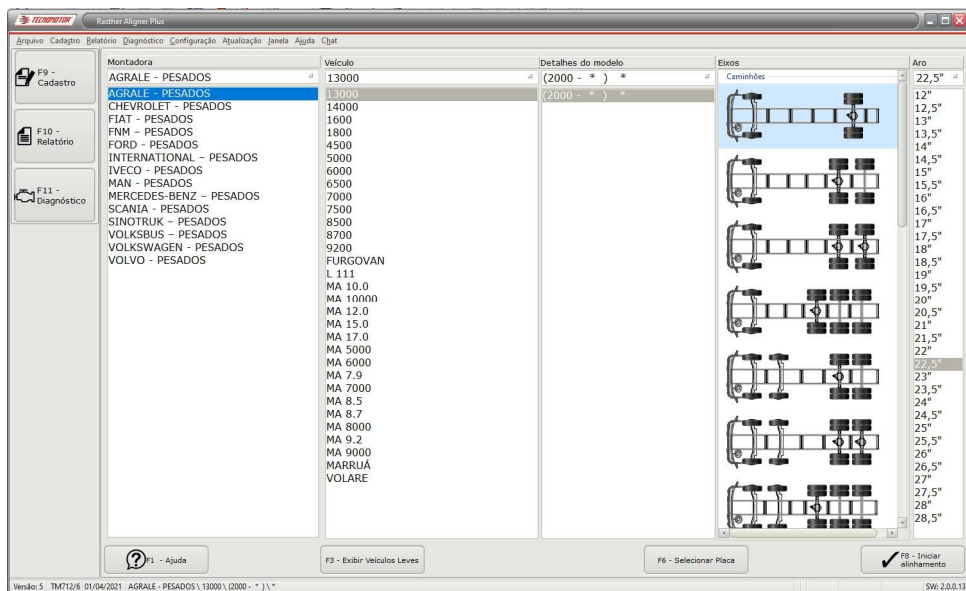 TECNOMOTOR
Rasther Aligner Plus
Arquivo Cadastro Relatório Diagnóstico Configuração Atualização Janela Ajuda Chat
F9 -
Cadastro
F10 -
Relatório
F11 -
Diagnóstico
Montadora
AGRALE - PESADOS
AGRALE - PESADOS
CHEVROLET - PESADOS
FIAT - PESADOS
FNM – PESADOS
FORD - PESADOS
INTERNATIONAL – PESADOS
IVECO - PESADOS
MAN - PESADOS
MERCEDES-BENZ – PESADOS
SCANIA - PESADOS
SINOTRUK – PESADOS
VOLKSBUS – PESADOS
VOLKSWAGEN - PESADOS
VOLVO - PESADOS
Veículo
13000
13000
14000
1600
1800
4500
5000
6000
6500
7000
7500
8500
8700
9200
FURGOVAN
L 111
MA 10.0
MA 10000
MA 12.0
MA 15.0
MA 17.0
MA 5000
MA 6000
MA 7.9
MA 7000
MA 8.5
MA 8.7
MA 8000
MA 9.2
MA 9000
MARRUÁ
VOLARE
Detalhes do modelo
(2000 - * ) *
(2000 - * ) *
Eixos
Caminhões
Aro
22,5"
12"
12,5"
13"
13,5"
14"
14,5"
15"
15,5"
16"
16,5"
17"
17,5"
18"
18,5"
19"
19,5"
20"
20,5"
21"
21,5"
22"
22,5"
23"
23,5"
24"
24,5"
25"
25,5"
26"
26,5"
27"
27,5"
28"
28,5"
F1 - Ajuda
F3 - Exibir Veículos Leves
F6 - Selecionar Placa
F8 - Iniciar
alinhamento
Versão: 5 TM712/6 01/04/2021 AGRALE - PESADOS \ 13000 \ (2000 - * ) \ *
SW: 2.0.0.13